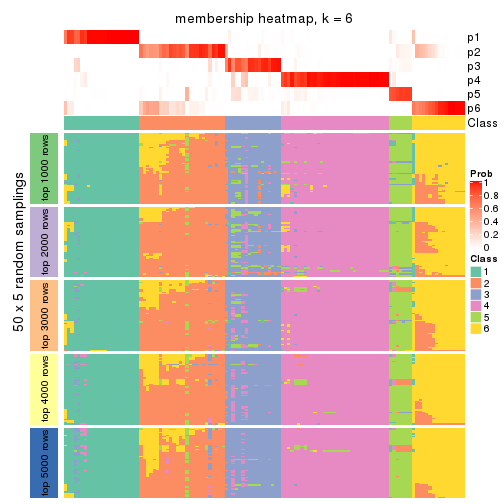 membership heatmap, k = 6
p1
p2
p3
p4
p5
p6
Class
50 x 5 random samplings
top 1000 rows
top 2000 rows
top 3000 rows
top 4000 rows
top 5000 rows
Prob
1
0.8
0.6
0.4
0.2
0
Class
1
2
3
4
5
6